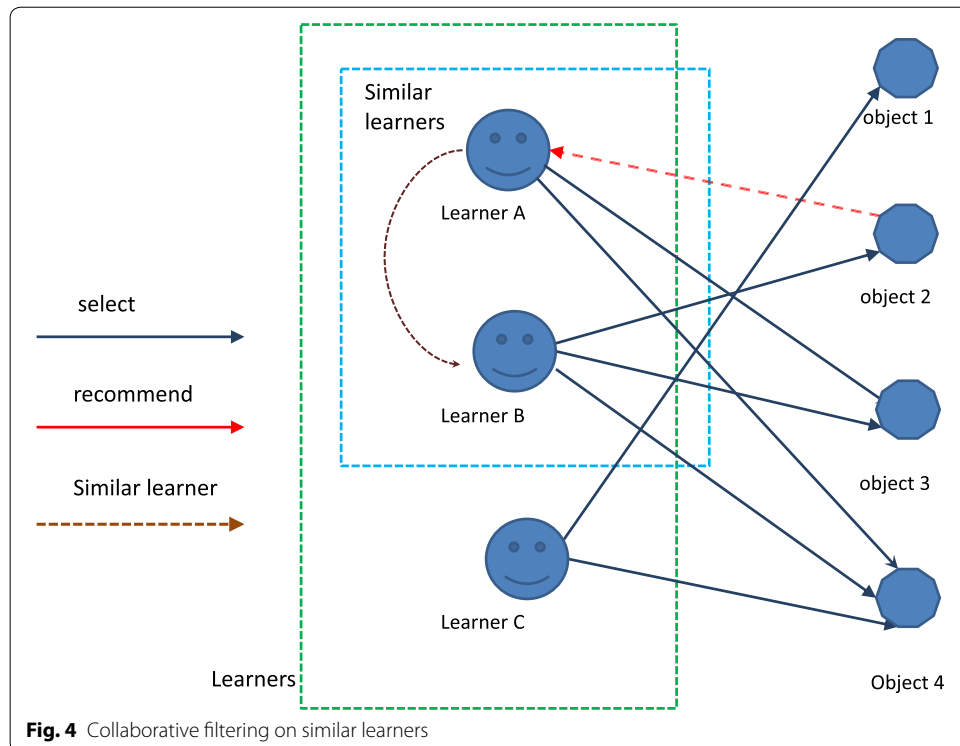 Similar
learners
object 1
Learner A
object 2
select
recommend
Learner B
Similar learner
object 3
Learner C
Learners
Object 4
Fig. 4 Collaborative filtering on similar learners